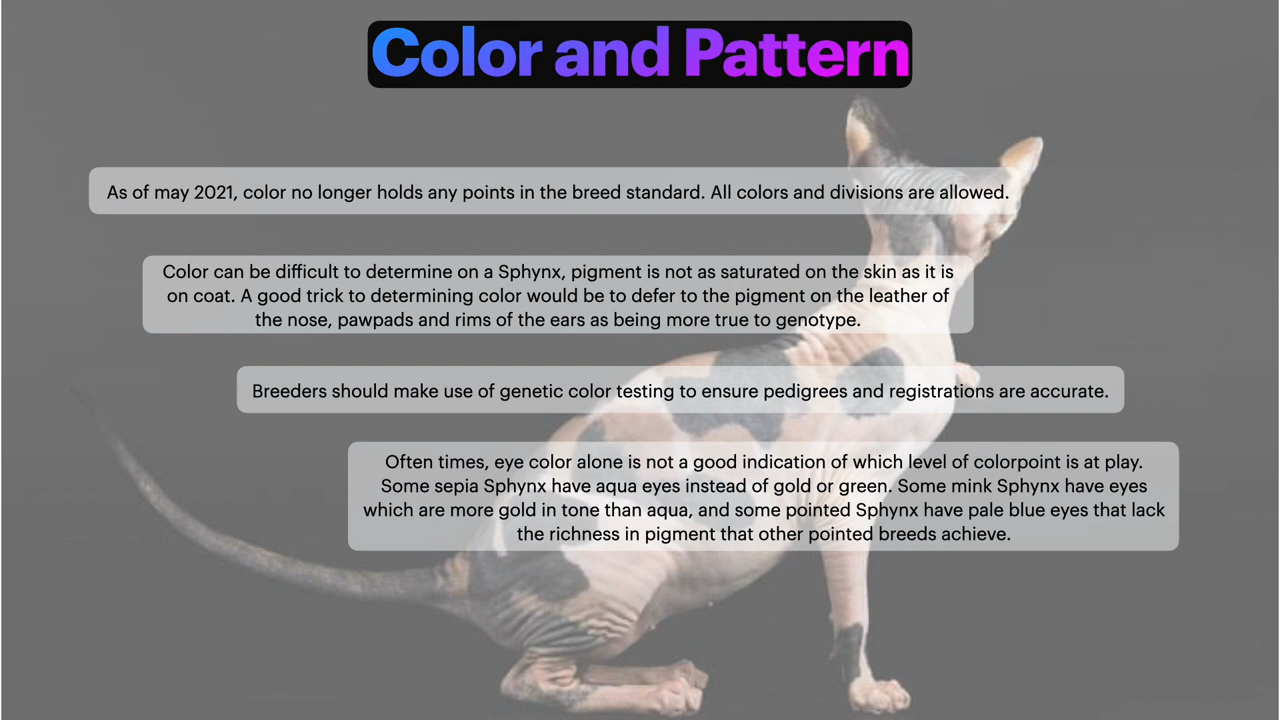 Color and Pattern
As of may 2021, color no longer holds any points in the breed standard. All colors and divisions are allowed.
Color can be difficult to determine on a Sphynx, pigment is not as saturated on the skin as it is
on coat. A good trick to determining color would be to defer to the pigment on the leather of
the nose, pawpads and rims of the ears as being more true to genotype.
Breeders should make use of genetic color testing to ensure pedigrees and registrations are accurate.
Often times, eye color alone is not a good indication of which level of colorpoint is at play.
Some sepia Sphynx have aqua eyes instead of gold or green. Some mink Sphynx have eyes
which are more gold in tone than aqua, and some pointed Sphynx have pale blue eyes that lack
the richness in pigment that other pointed breeds achieve.